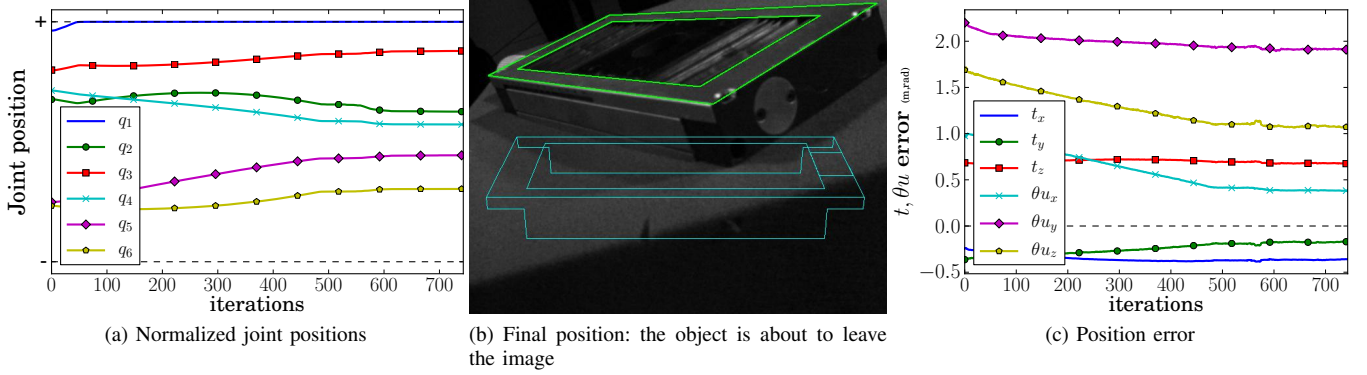 +
-
Joint position
q1
q2
q3
q4
q5
q6
0 100 200 300 400 500 600 700
iterations
(a) Normalized joint positions
(b) Final position: the object is about to leave
the image
t, θu error (m,rad)
2.0
1.5
1.0
0.5
0.0
−0.5
tx
ty
tz
θux
θuy
θuz
0 100 200 300 400 500 600 700
iterations
(c) Position error